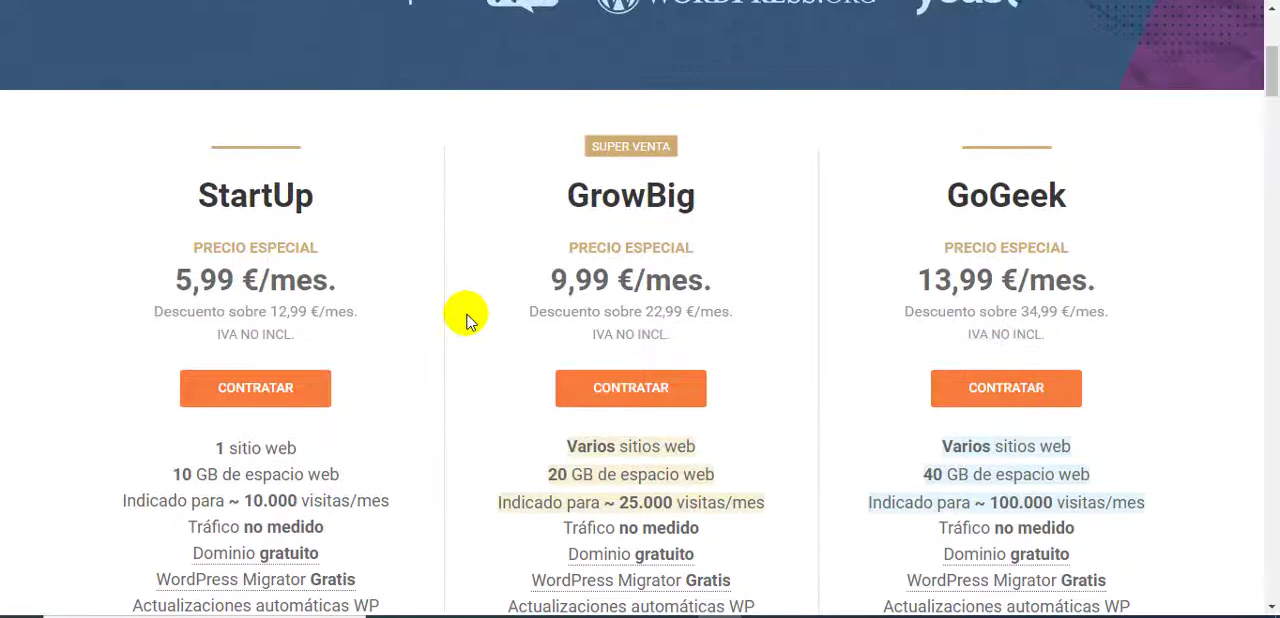 WORDPRESS.ORG
yoast
StartUp
PRECIO ESPECIAL
5,99 €/mes.
Descuento sobre 12,99 €/mes.
IVA NO INCL.
CONTRATAR
1 sitio web
10 GB de espacio web
Indicado para ~ 10.000 visitas/mes
Tráfico no medido
Dominio gratuito
WordPress Migrator Gratis
Actualizaciones automáticas WP
SUPER VENTA
GrowBig
PRECIO ESPECIAL
9,99 €/mes.
Descuento sobre 22,99 €/mes.
IVA NO INCL.
CONTRATAR
Varios sitios web
20 GB de espacio web
Indicado para ~ 25.000 visitas/mes
Tráfico no medido
Dominio gratuito
WordPress Migrator Gratis
Actualizaciones automáticas WP
GoGeek
PRECIO ESPECIAL
13,99 €/mes.
Descuento sobre 34,99 €/mes.
IVA NO INCL.
CONTRATAR
Varios sitios web
40 GB de espacio web
Indicado para ~ 100.000 visitas/mes
Tráfico no medido
Dominio gratuito
WordPress Migrator Gratis
Actualizaciones automáticas WP